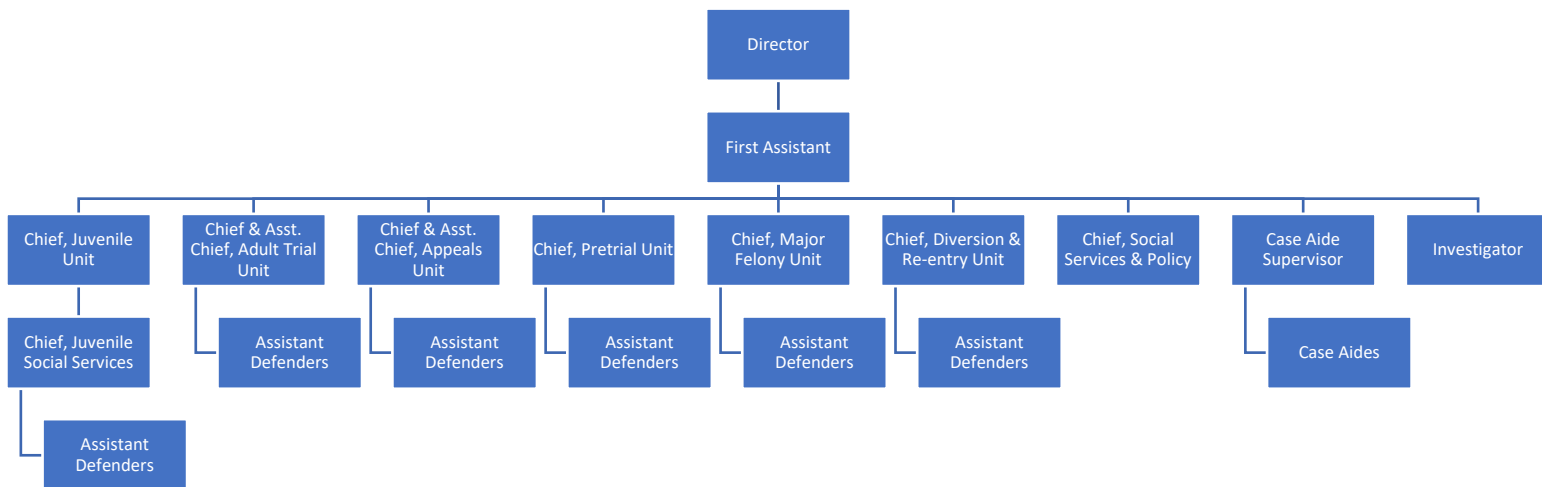 Director
First Assistant
Chief, Juvenile
Unit
Chief & Asst.
Chief, Adult Trial
Unit
Chief & Asst.
Chief, Appeals
Unit
Chief, Pretrial Unit
Chief, Major
Felony Unit
Chief, Diversion &
Re-entry Unit
Chief, Social
Services & Policy
Case Aide
Supervisor
Investigator
Chief, Juvenile
Social Services
Assistant
Defenders
Assistant
Defenders
Assistant
Defenders
Assistant
Defenders
Assistant
Defenders
Case Aides
Assistant
Defenders